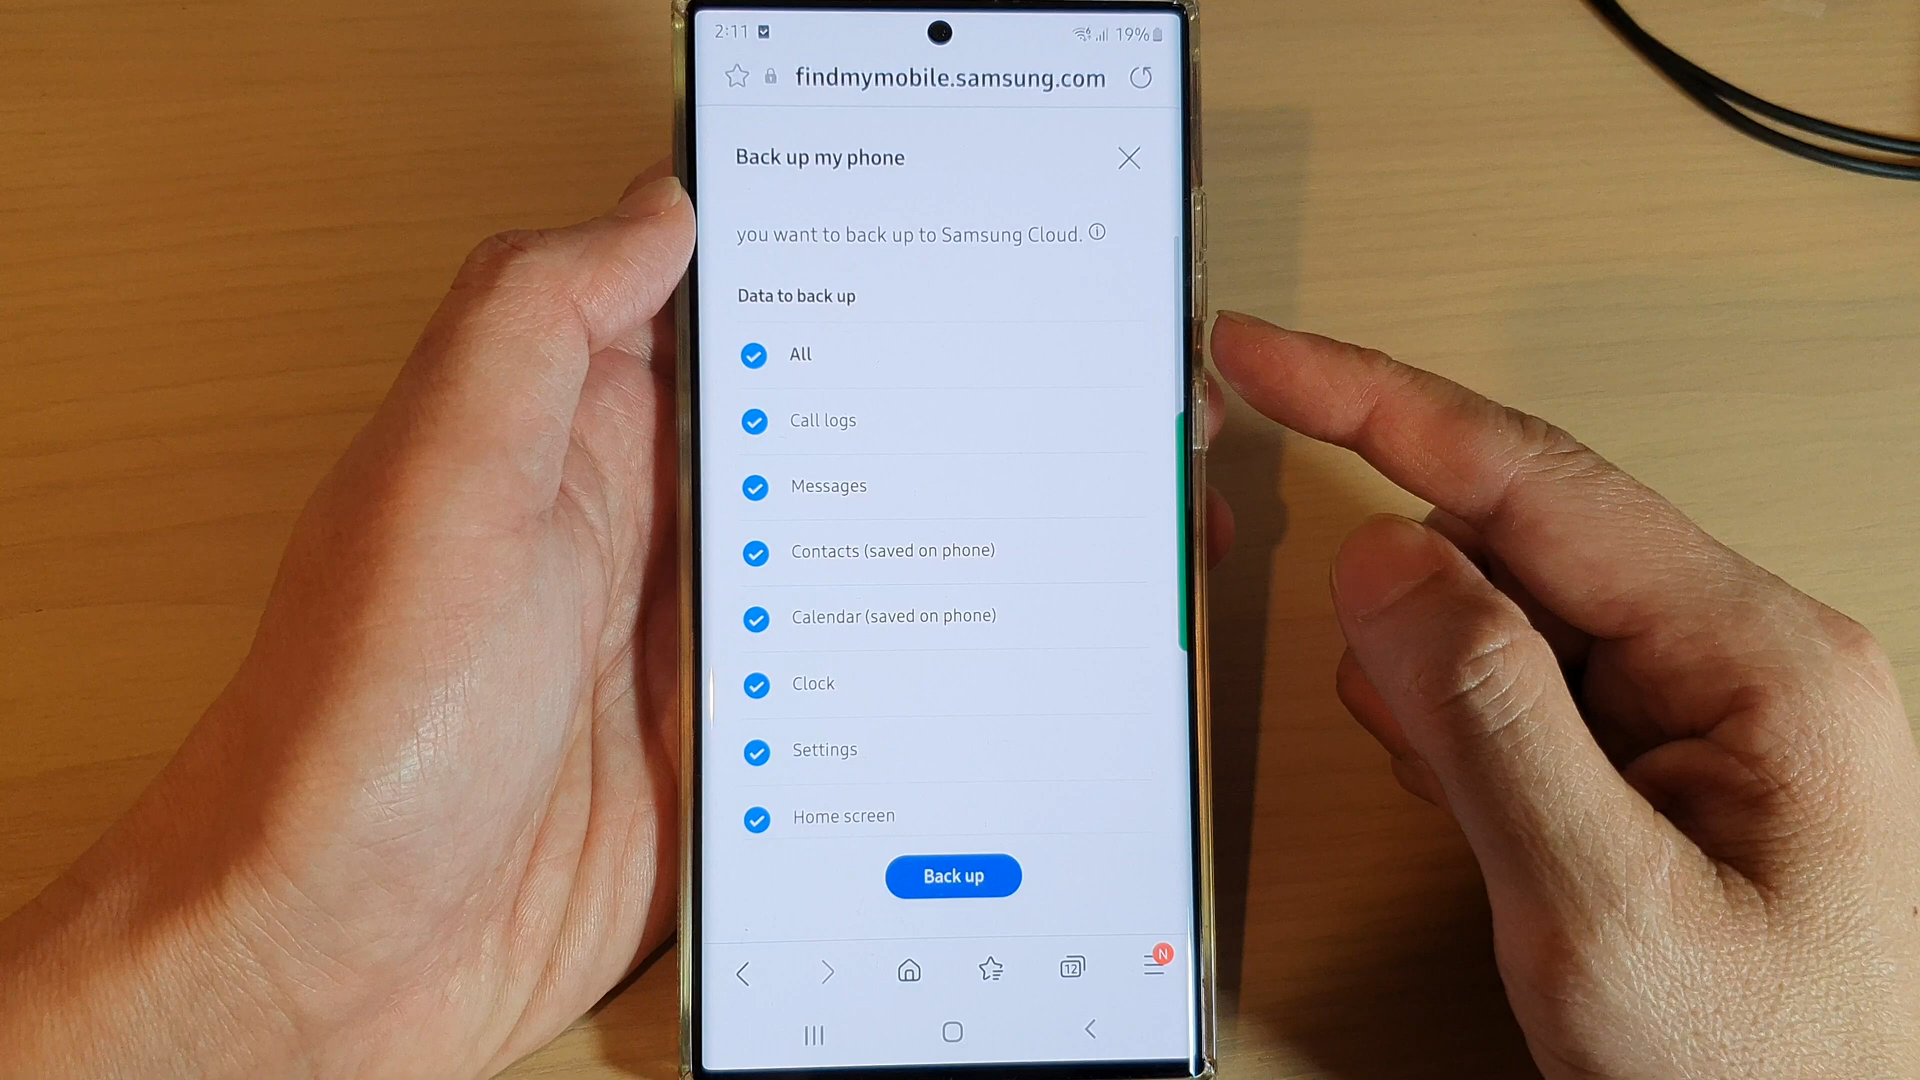 2:11 19%
findmymobile.samsung.com
Back up my phone
you want to back up to Samsung Cloud.
Data to back up
All
Call logs
Messages
Contacts (saved on phone)
Calendar (saved on phone)
Clock
Settings
Home screen
Back up
12
N